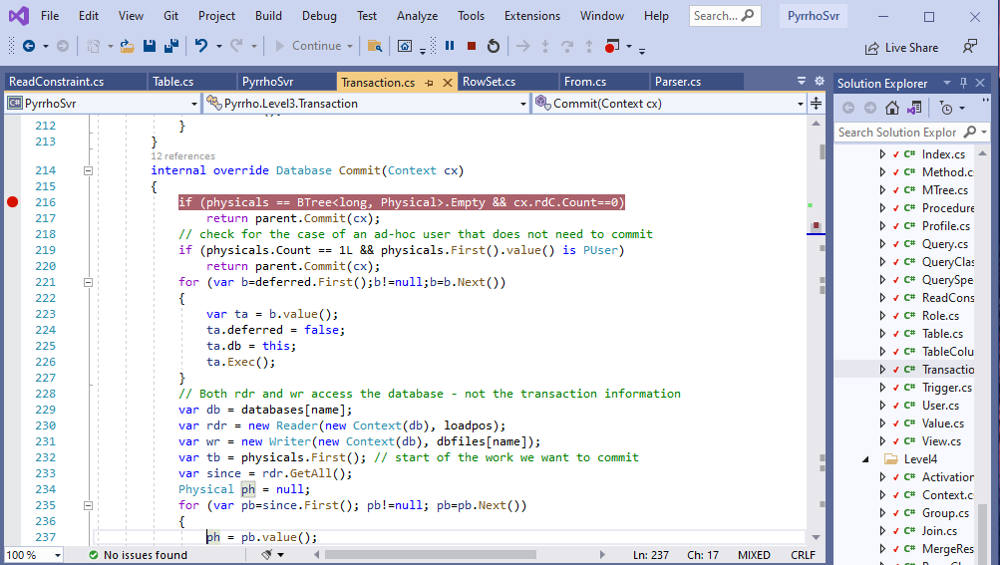 File Edit View Git Project Build Debug Test Analyze Tools Extensions Window Help Search... PyrrhoSvr
Continue Live Share
ReadConstraint.cs Table.cs PyrrhoSvr Transaction.cs RowSet.cs From.cs Parser.cs
PyrrhoSvr Pyrrho.Level3.Transaction Commit(Context cx)
212 }
213 }
12 references
214 internal override Database Commit(Context cx)
215 {
216 if (physicals == BTree<long, Physical>.Empty && cx.rdC.Count==0)
217 return parent.Commit(cx);
218 // check for the case of an ad-hoc user that does not need to commit
219 if (physicals.Count == 1L && physicals.First().value() is PUser)
220 return parent.Commit(cx);
221 for (var b=deferred.First();b!=null;b=b.Next())
222 {
223 var ta = b.value();
224 ta.deferred = false;
225 ta.db = this;
226 ta.Exec();
227 }
228 // Both rdr and wr access the database - not the transaction information
229 var db = databases[name];
230 var rdr = new Reader(new Context(db), loadpos);
231 var wr = new Writer(new Context(db), dbfiles[name]);
232 var tb = physicals.First(); // start of the work we want to commit
233 var since = rdr.GetAll();
234 Physical ph = null;
235 for (var pb=since.First(); pb!=null; pb=pb.Next())
236 {
237 ph = pb.value();
100 % No issues found Ln: 237 Ch: 17 MIXED CRLF
Solution Explorer
Search Solution Explor
C# Index.cs
C# Method.c
C# MTree.cs
C# Procedure
C# Profile.cs
C# Query.cs
C# QueryClas
C# QuerySpe
C# ReadCons
C# Role.cs
C# Table.cs
C# TableColu
C# Transactio
C# Trigger.cs
C# User.cs
C# Value.cs
C# View.cs
Level4
C# Activation
C# Context.c
C# Group.cs
C# Join.cs
C# MergeRes